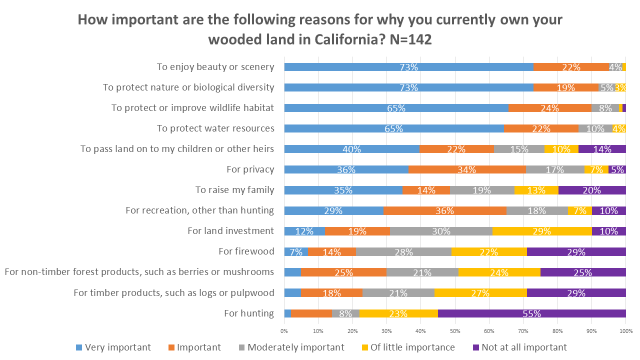 How important are the following reasons for why you currently own your
wooded land in California? N=142
To enjoy beauty or scenery 73% 22% 4%
To protect nature or biological diversity 73% 19% 5% 3%
To protect or improve wildlife habitat 65% 24% 8%
To protect water resources 65% 22% 10% 4%
To pass land on to my children or other heirs 40% 22% 15% 10% 14%
For privacy 36% 34% 17% 7% 5%
To raise my family 35% 14% 19% 13% 20%
For recreation, other than hunting 29% 36% 18% 7% 10%
For land investment 12% 19% 30% 29% 10%
For firewood 7% 14% 28% 22% 29%
For non-timber forest products, such as berries or mushrooms 25% 21% 24% 25%
For timber products, such as logs or pulpwood 18% 21% 27% 29%
For hunting 8% 23% 55%
0% 10% 20% 30% 40% 50% 60% 70% 80% 90% 100%
Very important Important Moderately important Of little importance Not at all important